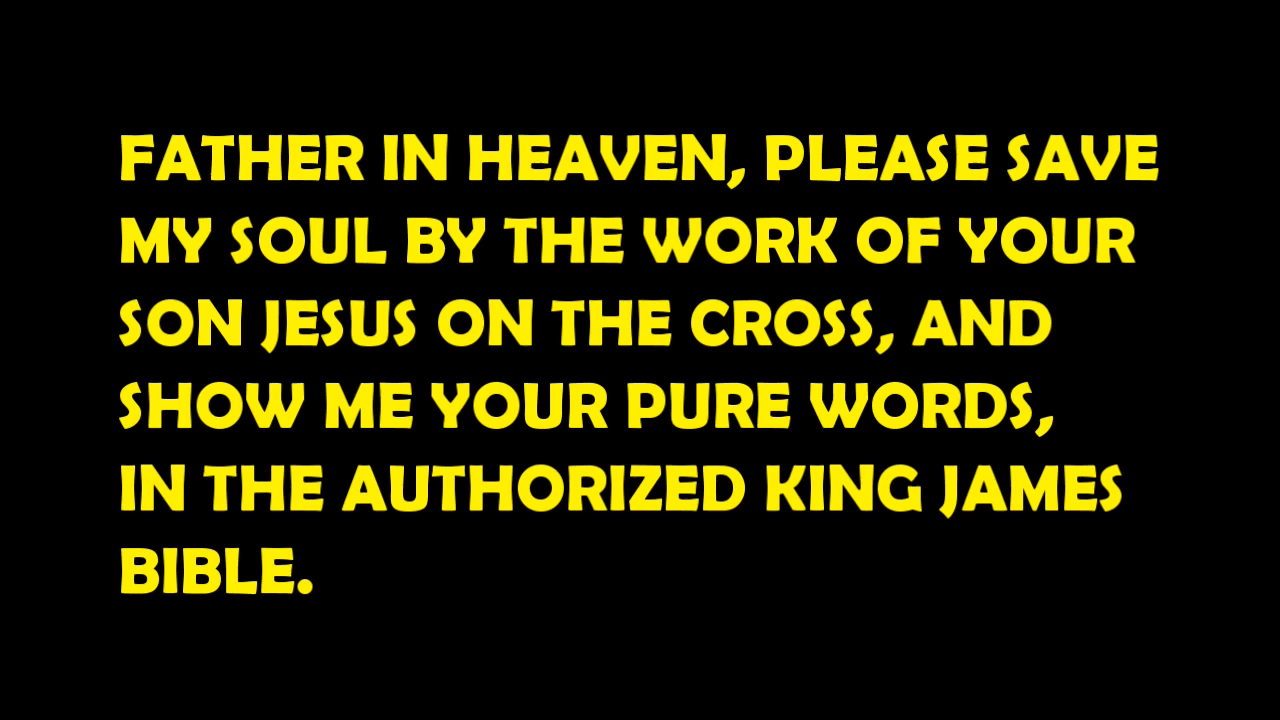 FATHER IN HEAVEN, PLEASE SAVE
MY SOUL BY THE WORK OF YOUR
SON JESUS ON THE CROSS, AND
SHOW ME YOUR PURE WORDS,
IN THE AUTHORIZED KING JAMES
BIBLE.